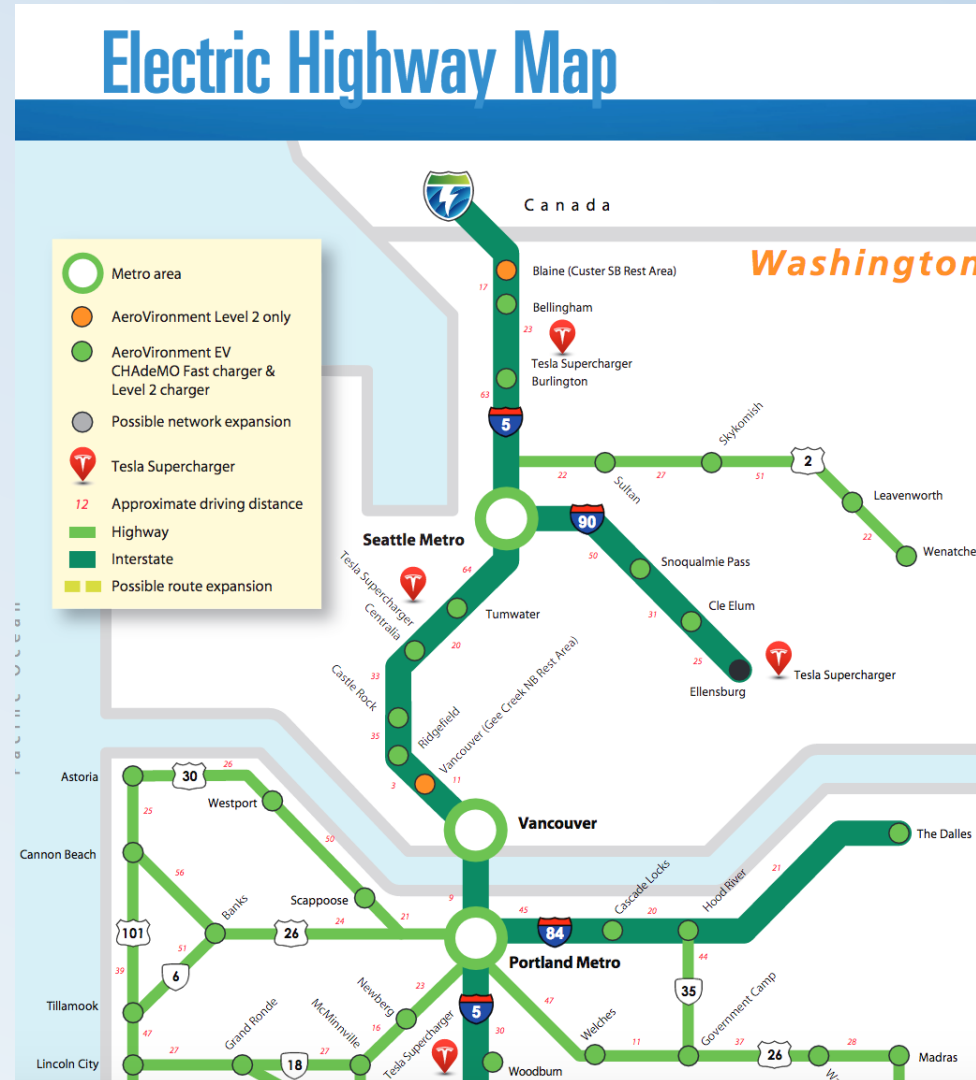 Electric Highway Map
Canada
Washington
Metro area
AeroVironment Level 2 only
AeroVironment EV
CHAdeMO Fast charger &
Level 2 charger
Possible network expansion
Tesla Supercharger
12 Approximate driving distance
Highway
Interstate
Possible route expansion
Blaine (Custer SB Rest Area)
17
Bellingham
23
Tesla Supercharger
Burlington
63
5
Skykomish
2
22
27
51
Sultan
Leavenworth
22
Seattle Metro
90
50
Snoqualmie Pass
Cle Elum
31
25
Ellensburg
Tesla Supercharger
64
Tesla Supercharger
Centralia
Tumwater
20
33
Castle Rock
35
Ridgefield
Vancouver (Gee Creek NB Rest Area)
3
11
Vancouver
Astoria
30
26
Westport
25
Cannon Beach
50
56
Scappoose
Banks
24
21
9
101
26
45
84
Cascade Locks
20
Hood River
21
The Dalles
Portland Metro
51
6
39
44
35
Tillamook
23
Newberg
47
5
Government Camp
Grand Ronde
McMinnville
16
Tesla Supercharger
30
Welches
47
27
27
11
37
26
28
Lincoln City
18
Woodburn
Madras